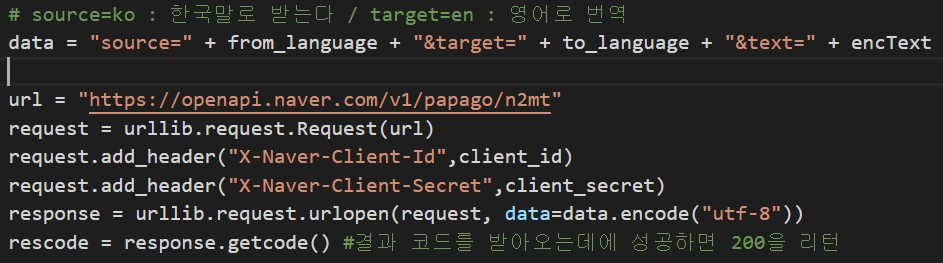 # source=ko : 한국말로 받는다 / target=en : 영어로 번역
data = "source=" + from_language + "&target=" + to_language + "&text=" + encText
url = "https://openapi.naver.com/v1/papago/n2mt"
request = urllib.request.Request(url)
request.add_header("X-Naver-Client-Id",client_id)
request.add_header("X-Naver-Client-Secret",client_secret)
response = urllib.request.urlopen(request, data=data.encode("utf-8"))
rescode = response.getcode() #결과 코드를 받아오는데에 성공하면 200을 리턴